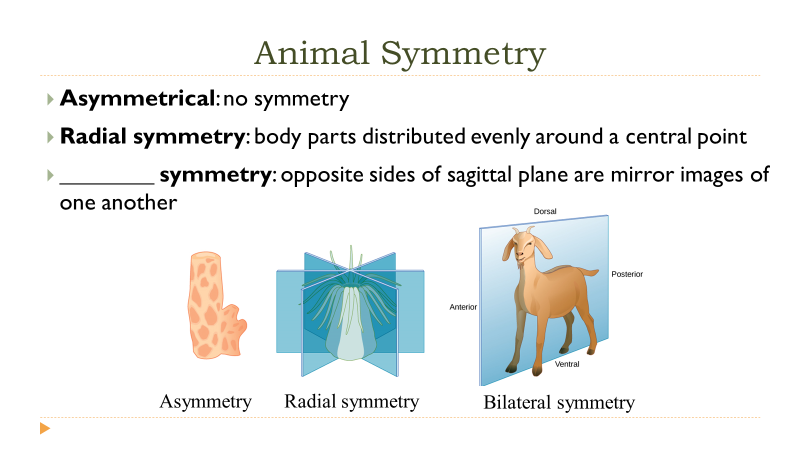 Animal Symmetry
Asymmetrical: no symmetry
Radial symmetry: body parts distributed evenly around a central point
________ symmetry: opposite sides of sagittal plane are mirror images of
one another
Dorsal
Posterior
Anterior
Ventral
Asymmetry
Radial symmetry
Bilateral symmetry